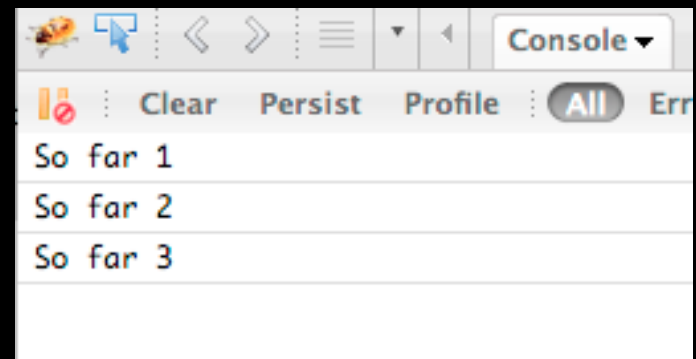 Console
Clear Persist Profile All Err
So far 1
So far 2
So far 3